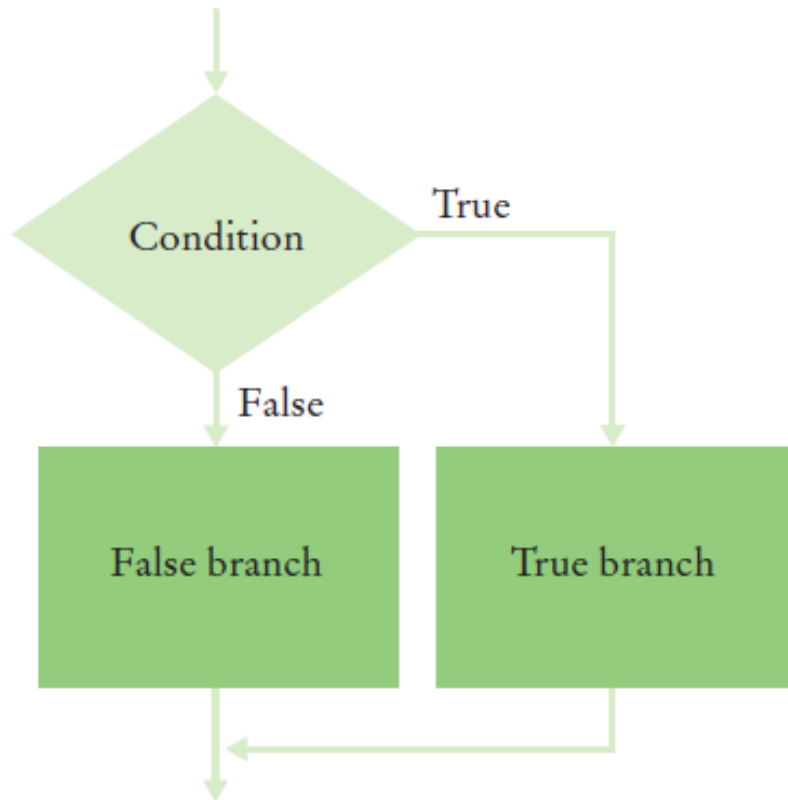 True
Condition
False
False branch
True branch